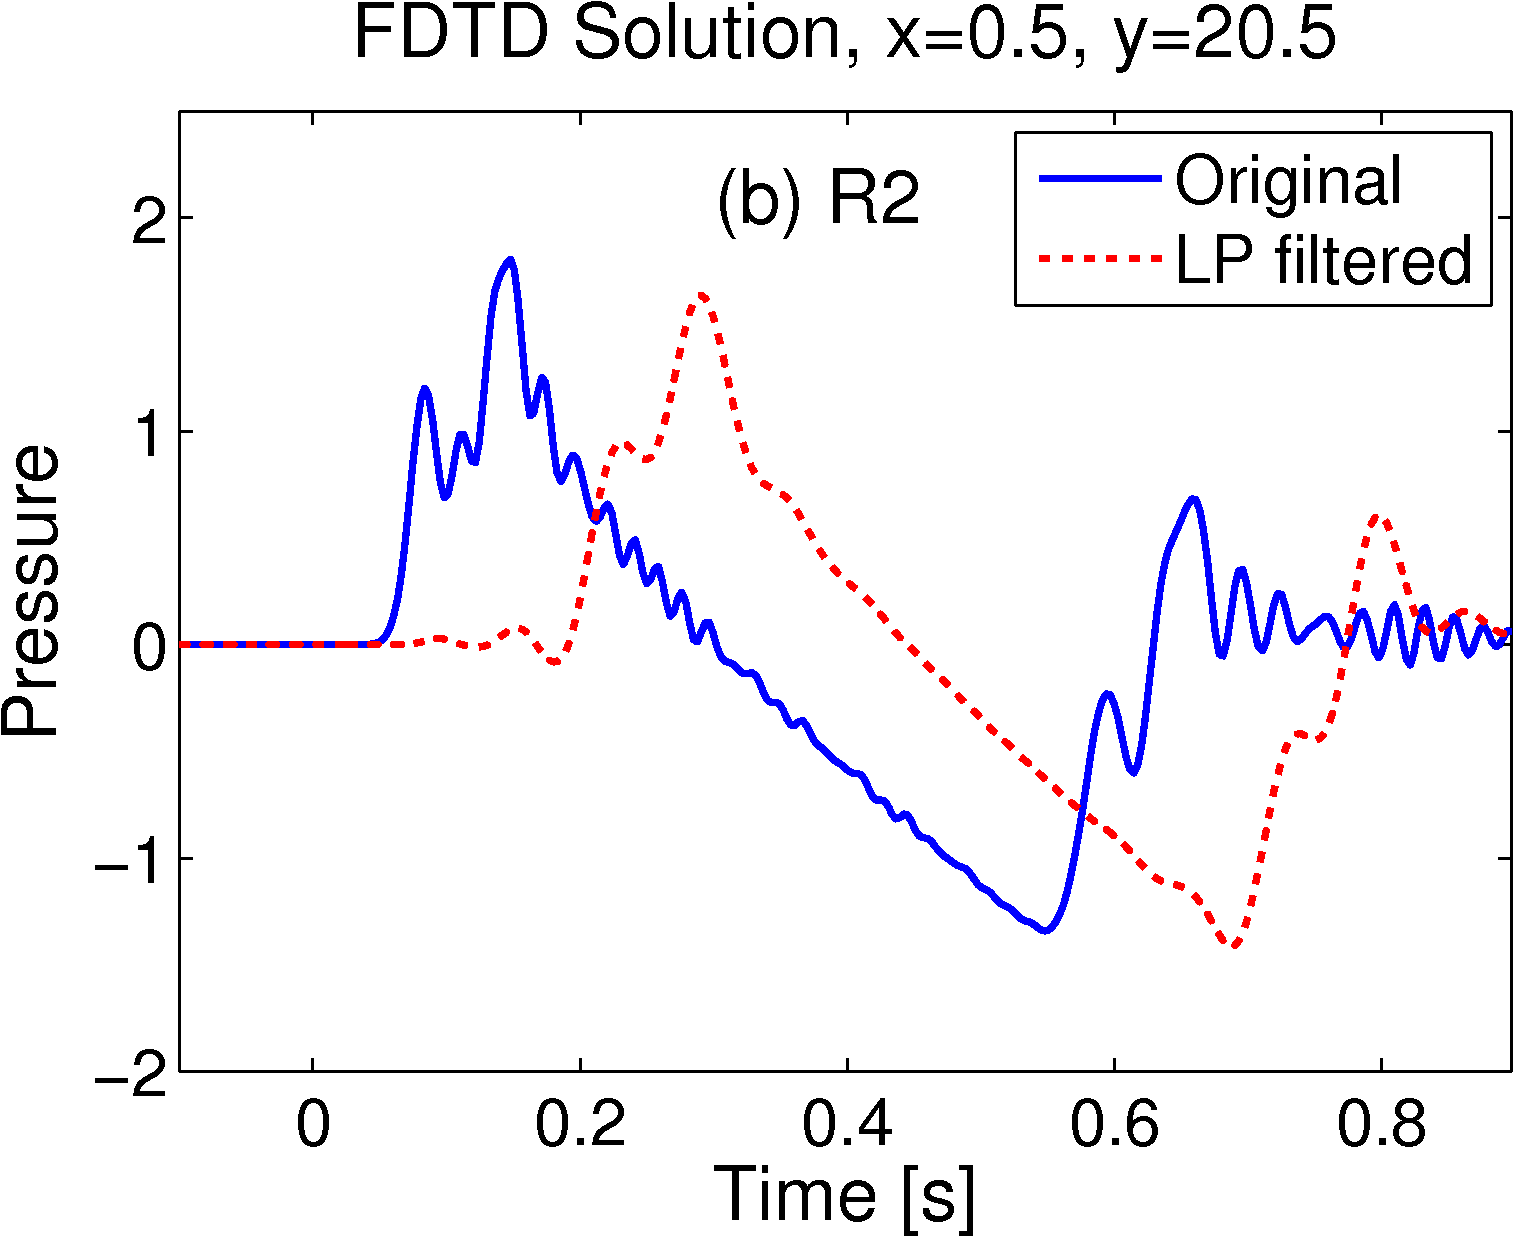 FDTD Solution, x=0.5, y=20.5
(b) R2
Original
LP filtered
Pressure
2
1
0
−1
−2
0 0.2 0.4 0.6 0.8
Time [s]